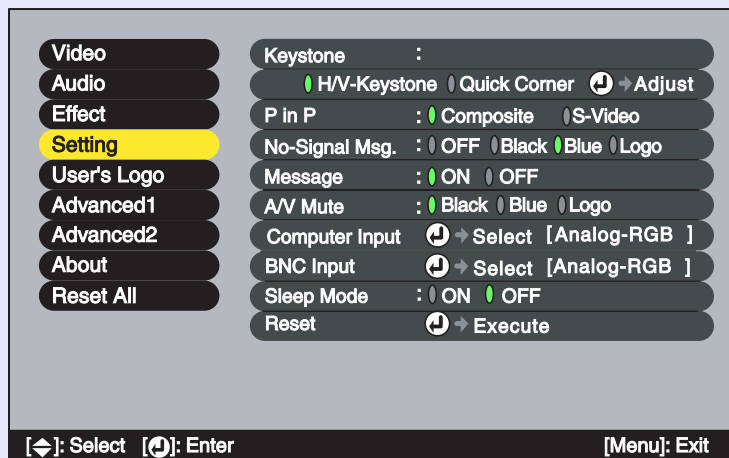 Video
Audio
Effect
Setting
User's Logo
Advanced1
Advanced2
About
Reset All
Keystone :
H/V-Keystone Quick Corner Adjust
P in P : Composite S-Video
No-Signal Msg. : OFF Black Blue Logo
Message : ON OFF
A/V Mute : Black Blue Logo
Computer Input Select [Analog-RGB ]
BNC Input Select [Analog-RGB ]
Sleep Mode : ON OFF
Reset Execute
[ ]: Select [ ]: Enter [Menu]: Exit